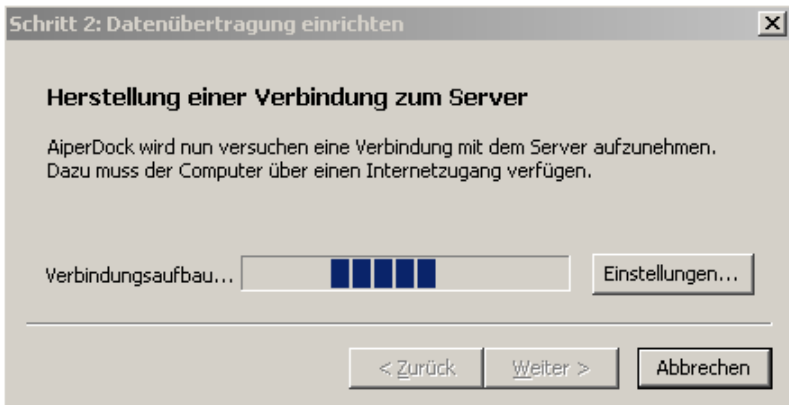 Schritt 2: Datenübertragung einrichten
Herstellung einer Verbindung zum Server
AiperDock wird nun versuchen eine Verbindung mit dem Server aufzunehmen.
Dazu muss der Computer über einen Internetzugang verfügen.
Verbindungsaufbau...
Einstellungen...
< Zurück
Weiter >
Abbrechen